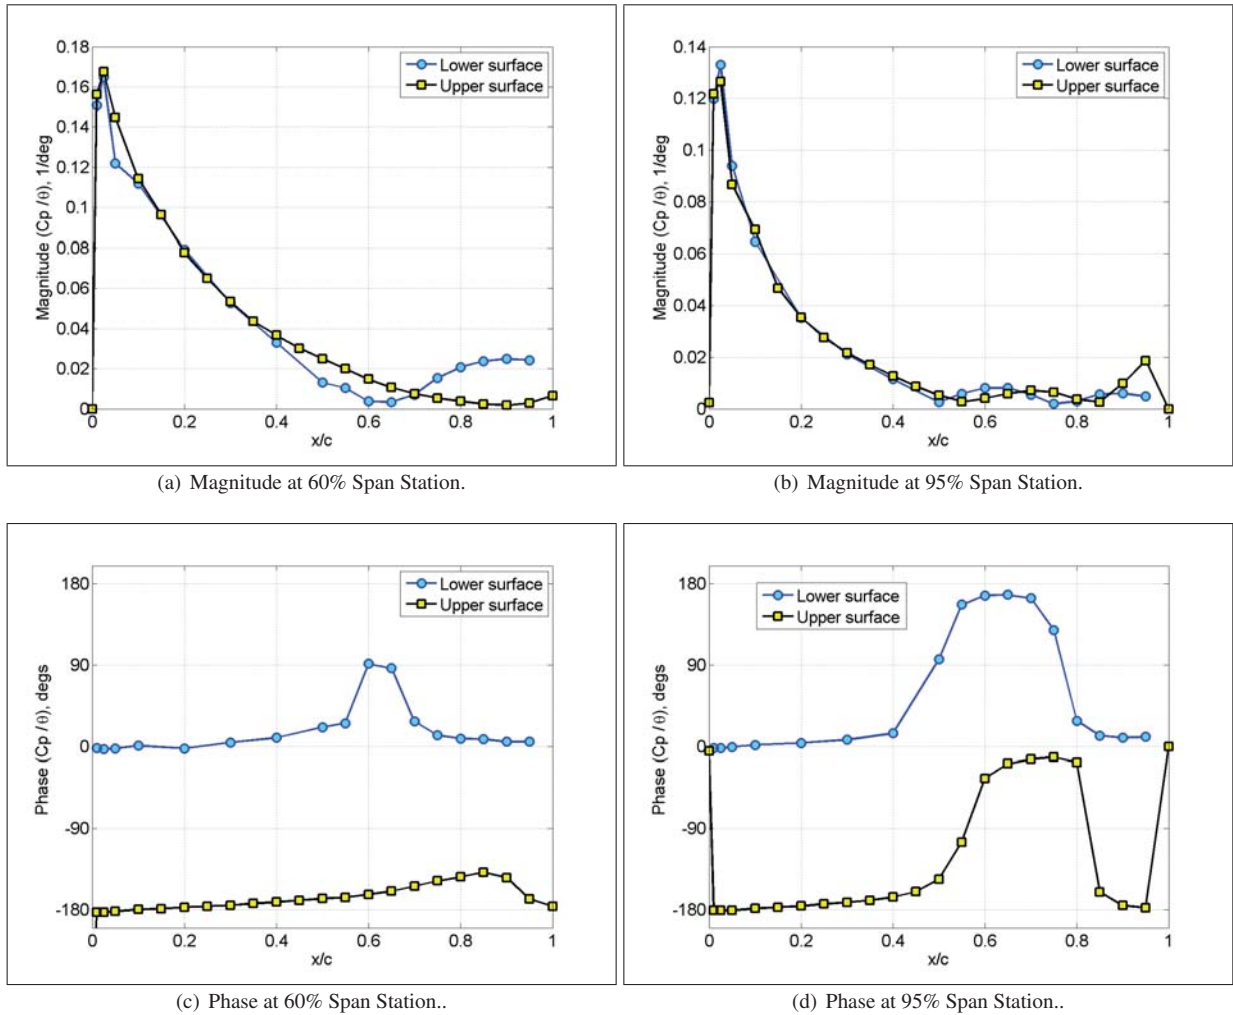 0.18
0.16
0.14
0.12
0.1
0.08
0.06
0.04
0.02
0
Magnitude (Cp / θ), 1/deg
Lower surface
Upper surface
0 0.2 0.4 0.6 0.8 1
x/c
(a) Magnitude at 60% Span Station.
0.14
0.12
0.1
0.08
0.06
0.04
0.02
0
Magnitude (Cp / θ), 1/deg
Lower surface
Upper surface
0 0.2 0.4 0.6 0.8 1
x/c
(b) Magnitude at 95% Span Station.
180
90
0
-90
-180
Phase (Cp / θ), degs
Lower surface
Upper surface
0 0.2 0.4 0.6 0.8 1
x/c
(c) Phase at 60% Span Station..
180
90
0
-90
-180
Phase (Cp / θ), degs
Lower surface
Upper surface
0 0.2 0.4 0.6 0.8 1
x/c
(d) Phase at 95% Span Station..